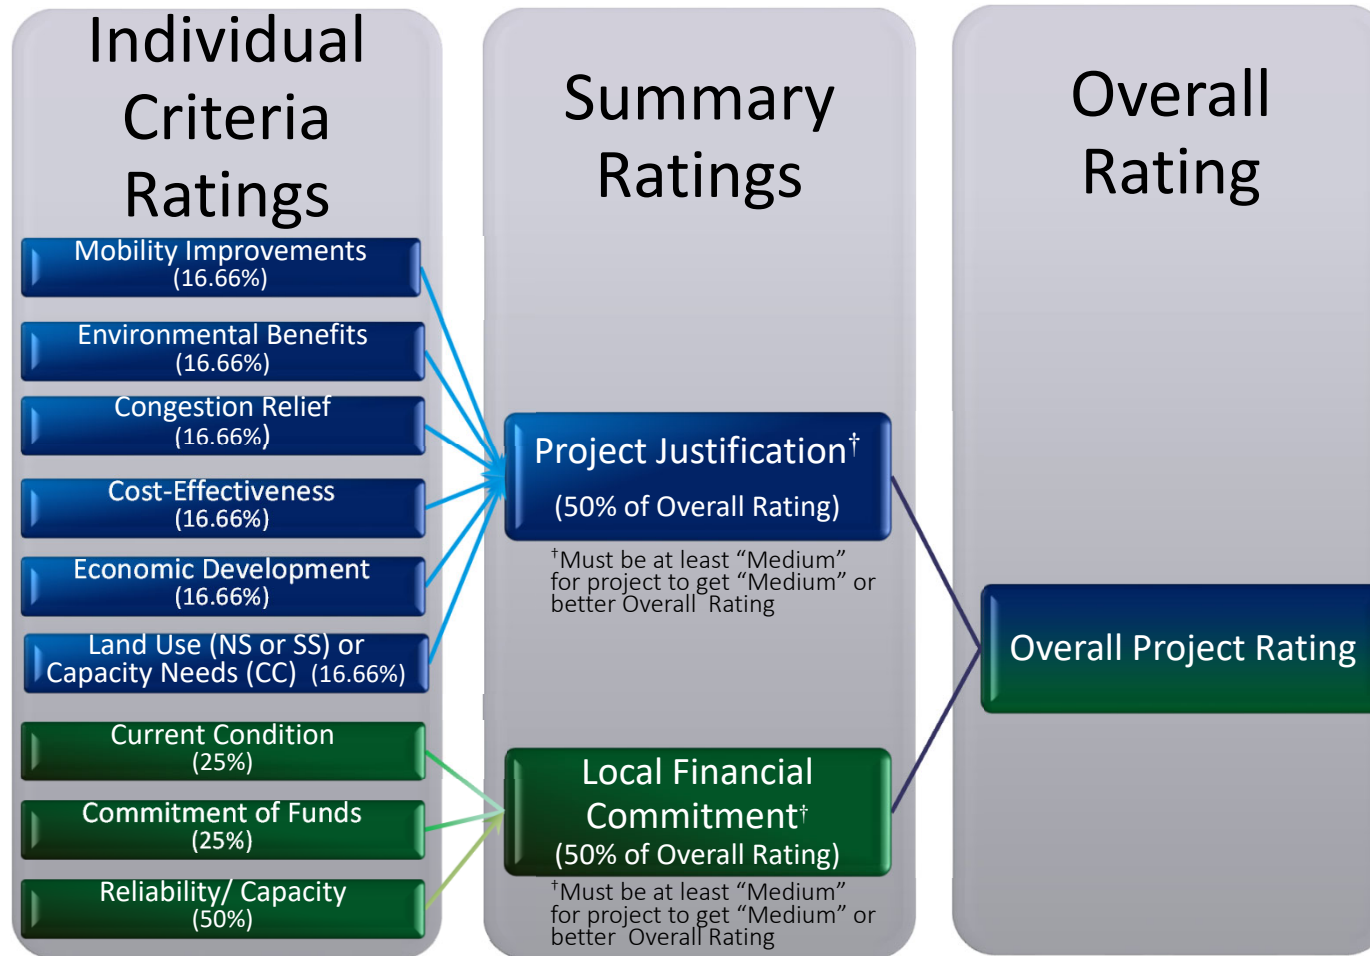 Individual
Criteria
Ratings
Mobility Improvements
(16.66%)
Environmental Benefits
(16.66%)
Congestion Relief
(16.66%)
Cost-Effectiveness
(16.66%)
Economic Development
(16.66%)
Land Use (NS or SS) or
Capacity Needs (CC) (16.66%)
Current Condition
(25%)
Commitment of Funds
(25%)
Reliability/ Capacity
(50%)
Summary
Ratings
Project Justification†
(50% of Overall Rating)
†Must be at least “Medium”
for project to get “Medium” or
better Overall Rating
Local Financial
Commitment†
(50% of Overall Rating)
†Must be at least “Medium”
for project to get “Medium” or
better Overall Rating
Overall
Rating
Overall Project Rating